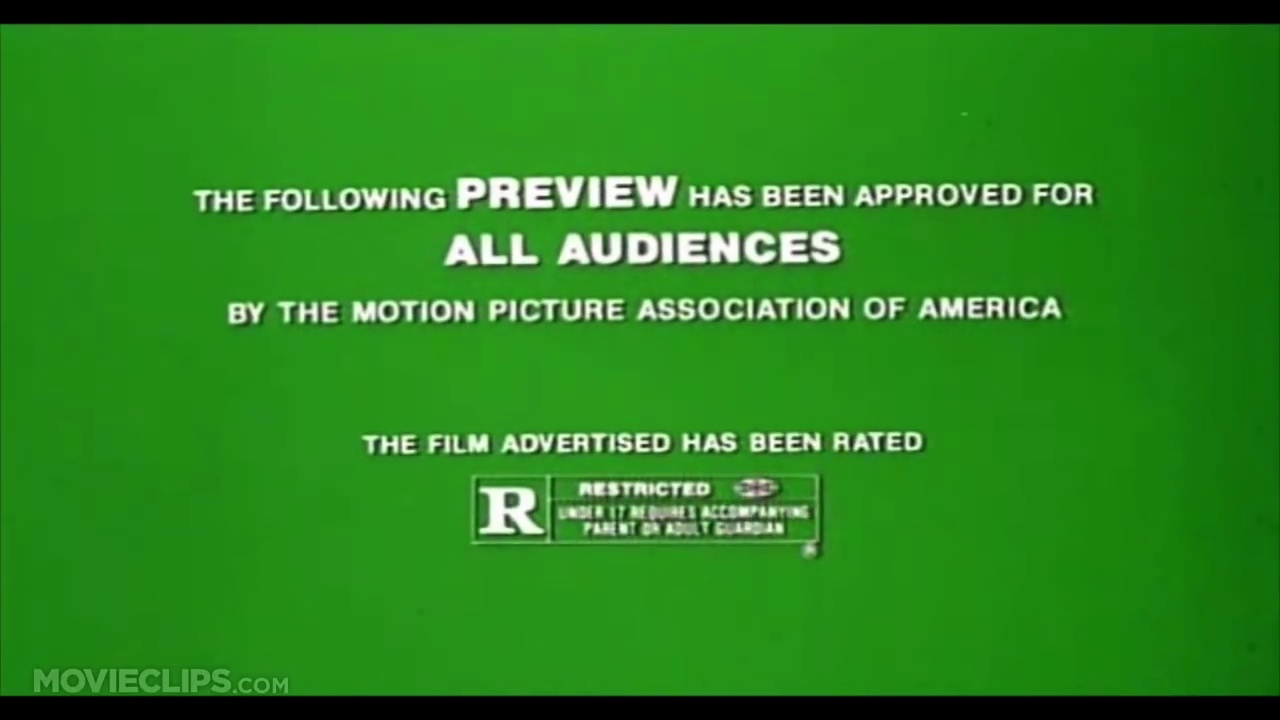 THE FOLLOWING PREVIEW HAS BEEN APPROVED FOR
ALL AUDIENCES
BY THE MOTION PICTURE ASSOCIATION OF AMERICA
THE FILM ADVERTISED HAS BEEN RATED
R
RESTRICTED
UNDER 17 REQUIRES ACCOMPANYING
PARENT OR ADULT GUARDIAN
MOVIECLIPS.COM